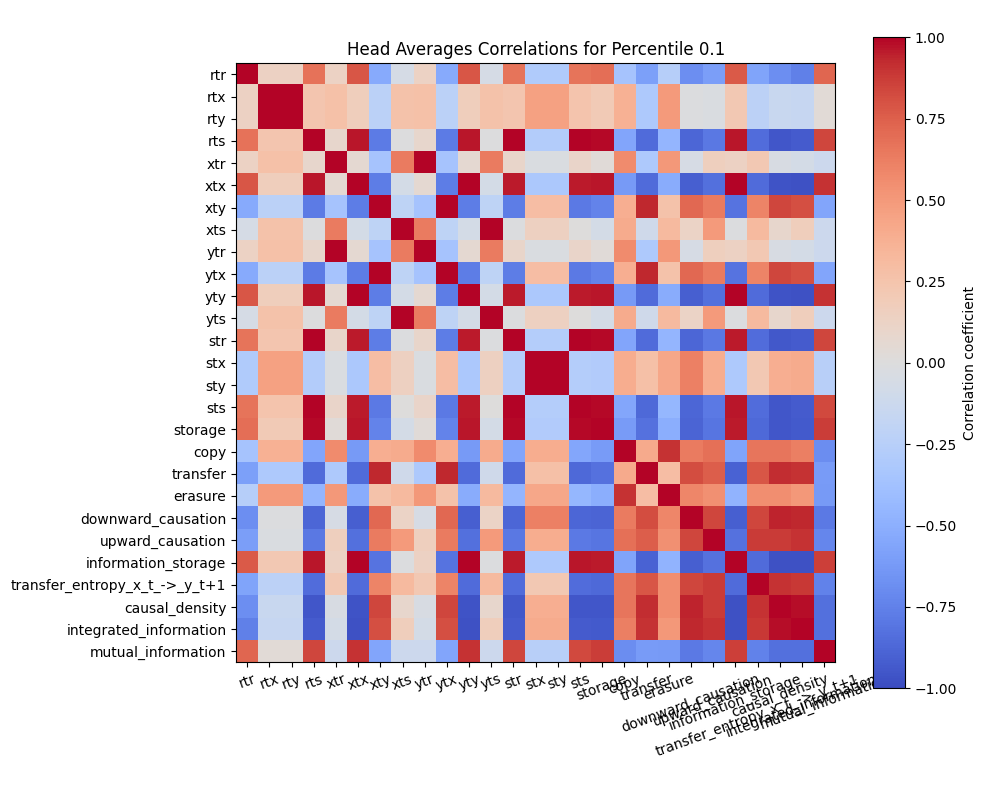 Head Averages Correlations for Percentile 0.1
rtr
rtx
rty
rts
xtr
xtx
xty
xts
ytr
ytx
yty
yts
str
stx
sty
sts
storage
copy
transfer
erasure
downward_causation
upward_causation
information_storage
transfer_entropy_x_t_->_y_t+1
causal_density
integrated_information
mutual_information
rtr
rtx
rty
rts
xtr
xtx
xty
xts
ytr
ytx
yty
yts
str
stx
sty
sts
storage
copy
transfer
erasure
downward_causation
upward_causation
information_storage
transfer_entropy_x_t_->_y_t+1
causal_density
integrated_information
mutual_information
1.00
0.75
0.50
0.25
0.00
−0.25
−0.50
−0.75
−1.00
Correlation coefficient